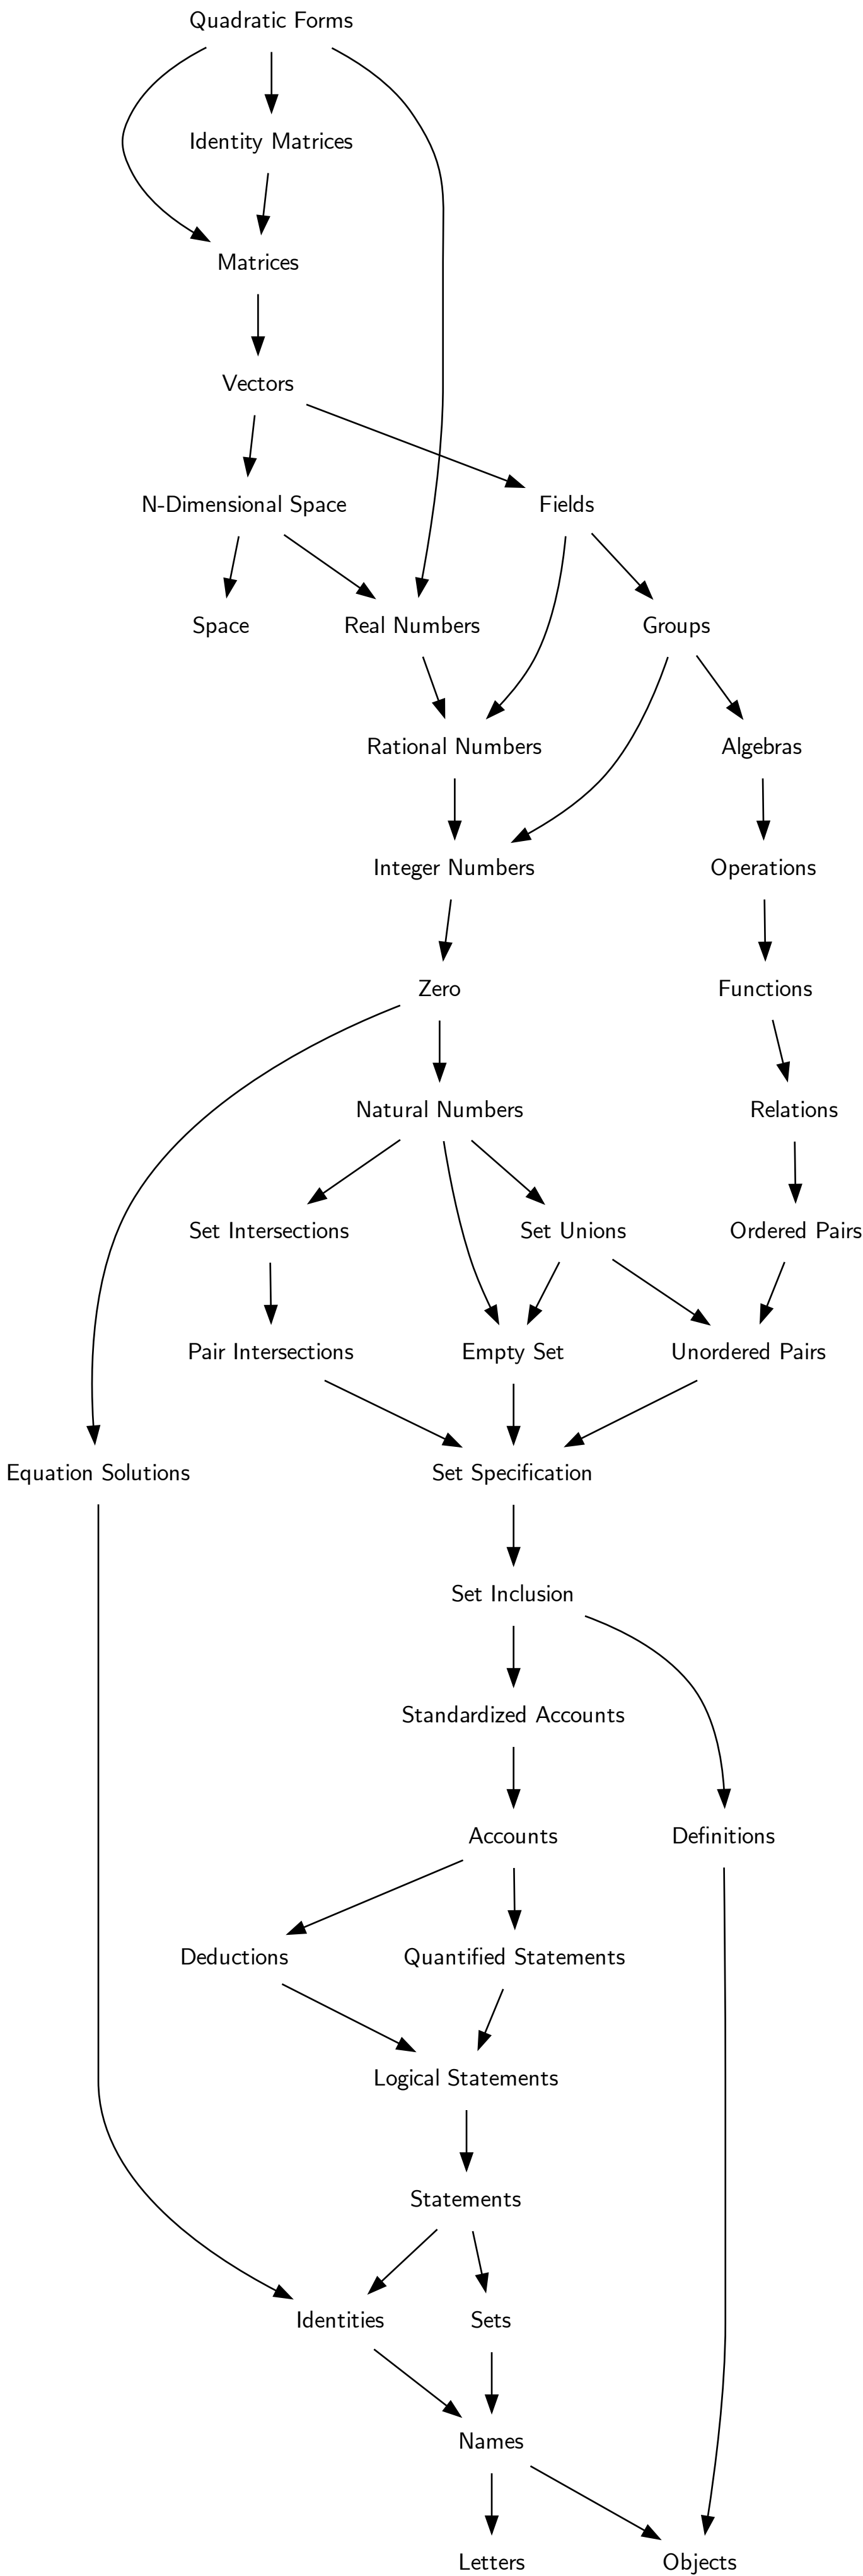 Quadratic Forms
Identity Matrices
Matrices
Vectors
N-Dimensional Space
Fields
Space
Real Numbers
Groups
Rational Numbers
Algebras
Integer Numbers
Operations
Zero
Functions
Natural Numbers
Relations
Set Intersections
Set Unions
Ordered Pairs
Pair Intersections
Empty Set
Unordered Pairs
Equation Solutions
Set Specification
Set Inclusion
Standardized Accounts
Accounts
Definitions
Deductions
Quantified Statements
Logical Statements
Statements
Identities
Sets
Names
Letters
Objects